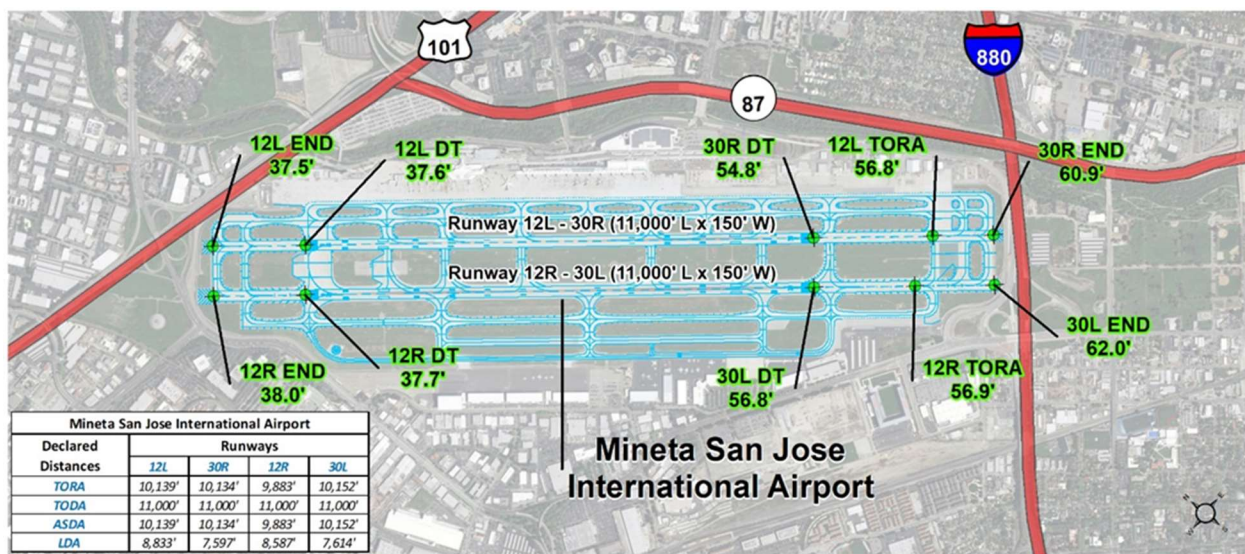 101
880
87
12L END
37.5'
12L DT
37.6'
30R DT
54.8'
12L TORA
56.8'
30R END
60.9'
Runway 12L - 30R (11,000' L x 150' W)
Runway 12R - 30L (11,000' L x 150' W)
12R END
38.0'
12R DT
37.7'
30L DT
56.8'
12R TORA
56.9'
30L END
62.0'
Mineta San Jose
International Airport
Mineta San Jose International Airport
Declared Distances Runways
12L 30R 12R 30L
TORA 10,139' 10,134' 9,883' 10,152'
TODA 11,000' 11,000' 11,000' 11,000'
ASDA 10,139' 10,134' 9,883' 10,152'
LDA 8,833' 7,597' 8,587' 7,614'
N
E
S
W